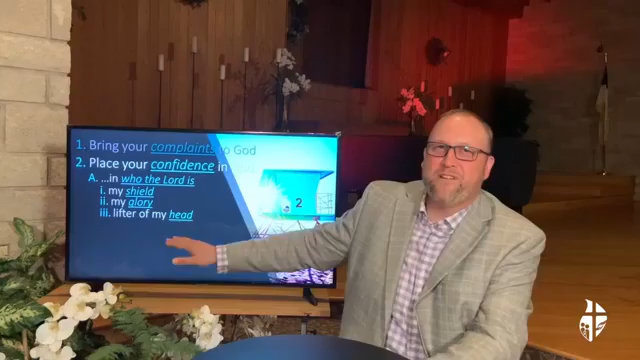 1. Bring your complaints to God
2. Place your confidence in
A. ...in who the Lord is
i. my shield
ii. my glory
iii. lifter of my head
2